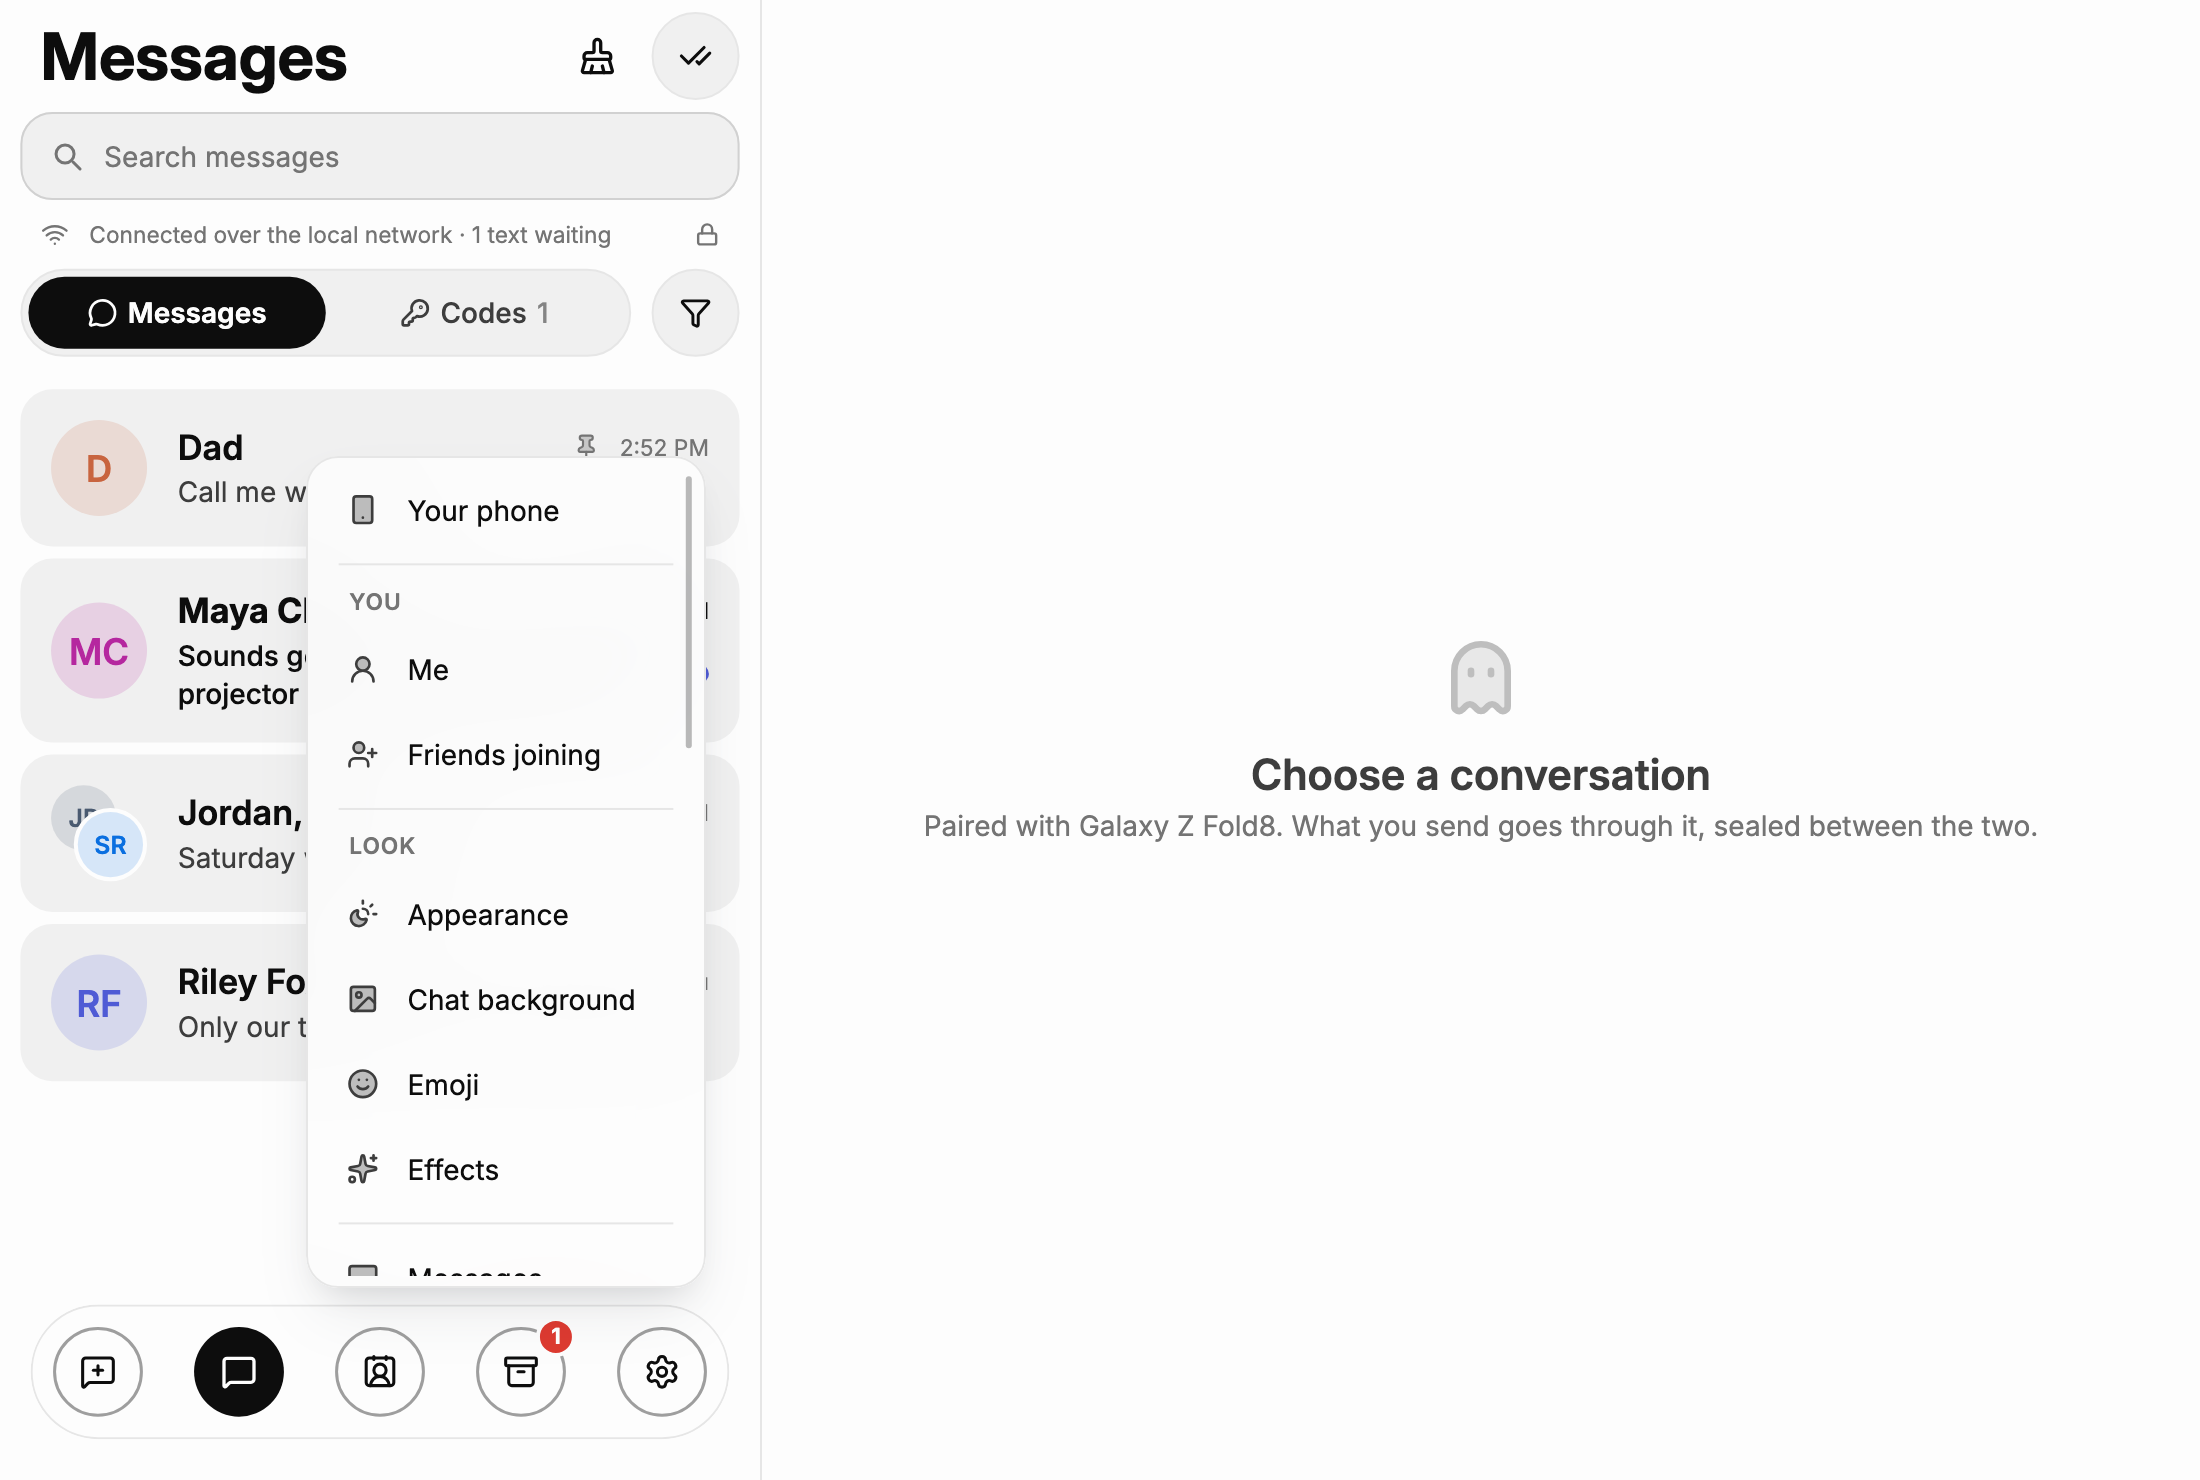 Messages
Search messages
Connected over the local network · 1 text waiting
Messages
Codes 1
D
Dad
2:52 PM
Call me
MC
Maya
Sounds
projector
SR
Jordan,
Saturday
RF
Riley
Only our
Your phone
YOU
Me
Friends joining
LOOK
Appearance
Chat background
Emoji
Effects
1
Choose a conversation
Paired with Galaxy Z Fold8. What you send goes through it, sealed between the two.